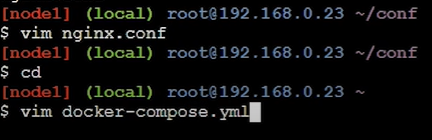 [node1] (local) root@192.168.0.23 ~/conf
$ vim nginx.conf
[node1] (local) root@192.168.0.23 ~/conf
$ cd
[node1] (local) root@192.168.0.23 ~
$ vim docker-compose.yml